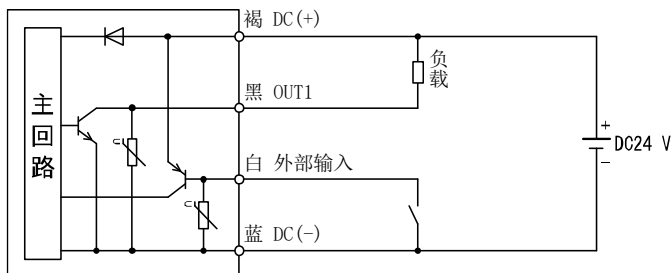 褐 DC(+)
负载
黑 OUT1
主回路
U
+
DC24 V
-
白 外部输入
U
蓝 DC(-)